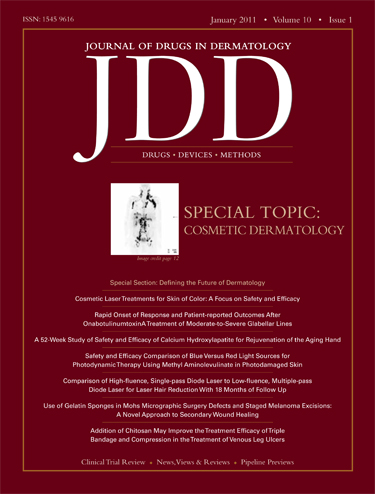 ISSN: 1545 9616
January 2011 • Volume 10 • Issue 1
JOURNAL OF DRUGS IN DERMATOLOGY
JDD
DRUGS • DEVICES • METHODS
SPECIAL TOPIC:
COSMETIC DERMATOLOGY
Image credit page 12
Special Section: Defining the Future of Dermatology
Cosmetic Laser Treatments for Skin of Color: A Focus on Safety and Efficacy
Rapid Onset of Response and Patient-reported Outcomes After
OnabotulinumtoxinA Treatment of Moderate-to-Severe Glabellar Lines
A 52-Week Study of Safety and Efficacy of Calcium Hydroxylapatite for Rejuvenation of the Aging Hand
Safety and Efficacy Comparison of Blue Versus Red Light Sources for
Photodynamic Therapy Using Methyl Aminolevulinate in Photodamaged Skin
Comparison of High-fluence, Single-pass Diode Laser to Low-fluence, Multiple-pass
Diode Laser for Laser Hair Reduction With 18 Months of Follow Up
Use of Gelatin Sponges in Mohs Micrographic Surgery Defects and Staged Melanoma Excisions:
A Novel Approach to Secondary Wound Healing
Addition of Chitosan May Improve the Treatment Efficacy of Triple
Bandage and Compression in the Treatment of Venous Leg Ulcers
Clinical Trial Review • News, Views & Reviews • Pipeline Previews